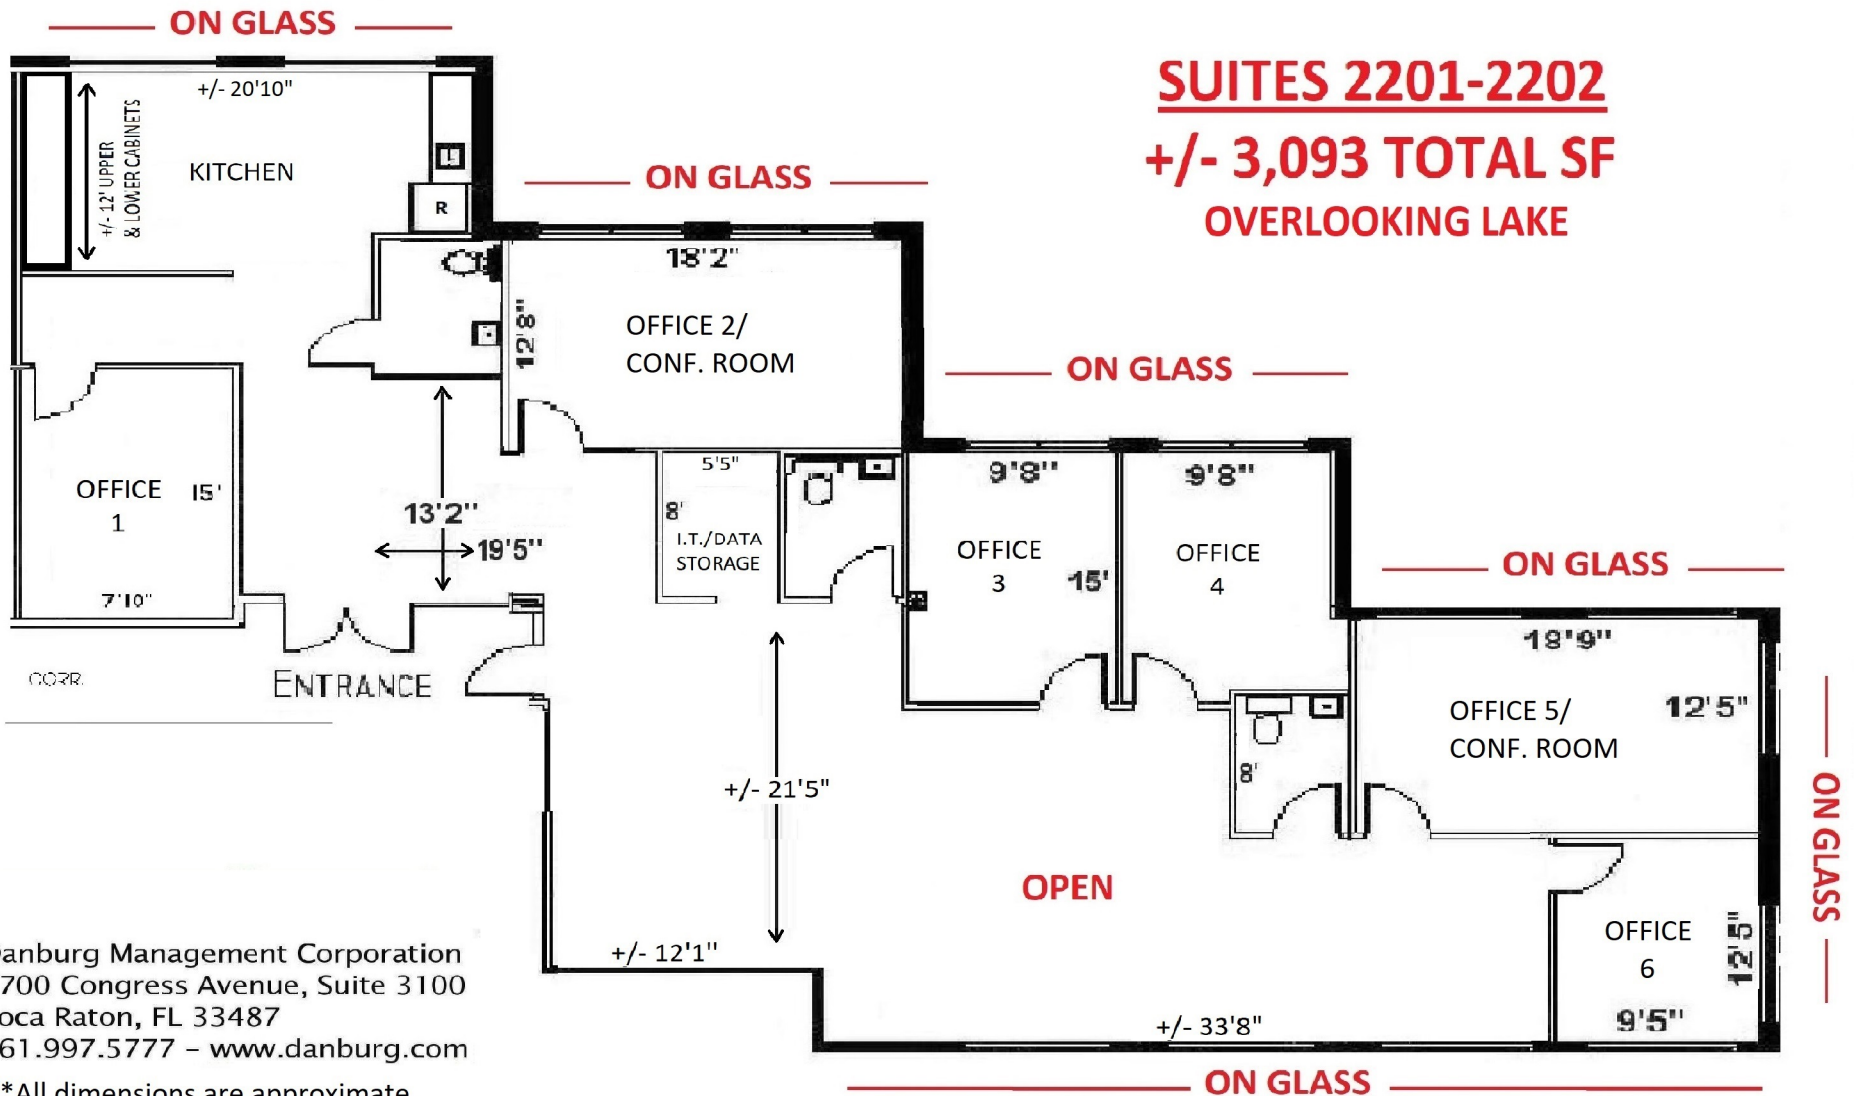 ON GLASS
SUITES 2201-2202
+/- 3,093 TOTAL SF
OVERLOOKING LAKE
+/- 20'10"
+/- 12' UPPER
& LOWER CABINETS
KITCHEN
R
ON GLASS
18'2"
12'8"
OFFICE 2/
CONF. ROOM
ON GLASS
OFFICE
1
15'
7'10"
13'2"
19'5"
5'5"
8'
I.T./DATA
STORAGE
9'8"
OFFICE
3
15'
9'8"
OFFICE
4
ON GLASS
18'9"
OFFICE 5/
CONF. ROOM
12'5"
CORR.
ENTRANCE
8'
+/- 21'5"
OPEN
ON GLASS
OFFICE
6
12'5"
9'5"
+/- 12'1"
+/- 33'8"
ON GLASS
anburg Management Corporation
700 Congress Avenue, Suite 3100
oca Raton, FL 33487
61.997.5777 – www.danburg.com
*All dimensions are approximate